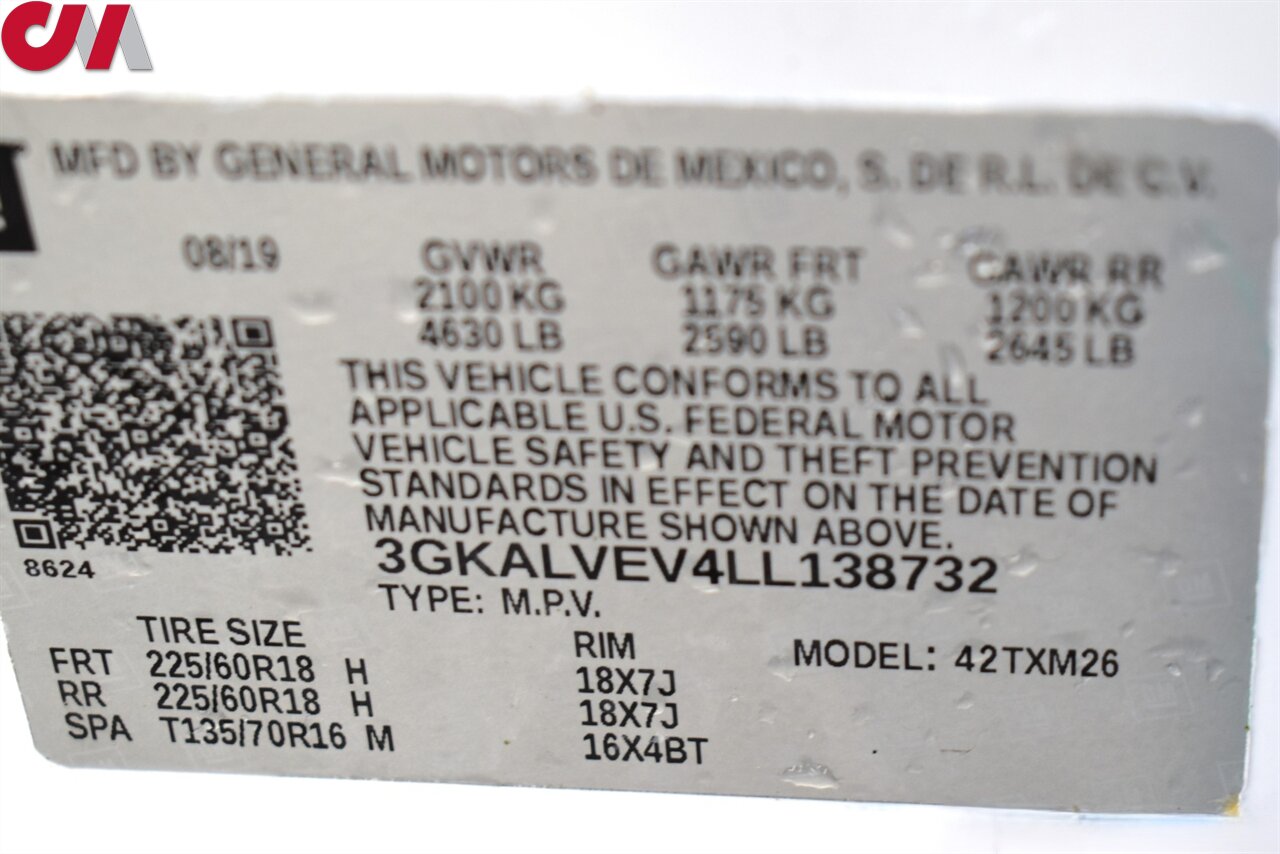 CM
MFD BY GENERAL MOTORS DE MEXICO, S. DE R.L. DE C.V.
08/19 GVWR GAWR FRT GAWR RR
2100 KG 1175 KG 1200 KG
4630 LB 2590 LB 2645 LB
THIS VEHICLE CONFORMS TO ALL
APPLICABLE U.S. FEDERAL MOTOR
VEHICLE SAFETY AND THEFT PREVENTION
STANDARDS IN EFFECT ON THE DATE OF
MANUFACTURE SHOWN ABOVE.
8624
3GKALVEV4LL138732
TYPE: M.P.V.
TIRE SIZE RIM MODEL: 42TXM26
FRT 225/60R18 H 18X7J
RR 225/60R18 H 18X7J
SPA T135/70R16 M 16X4BT